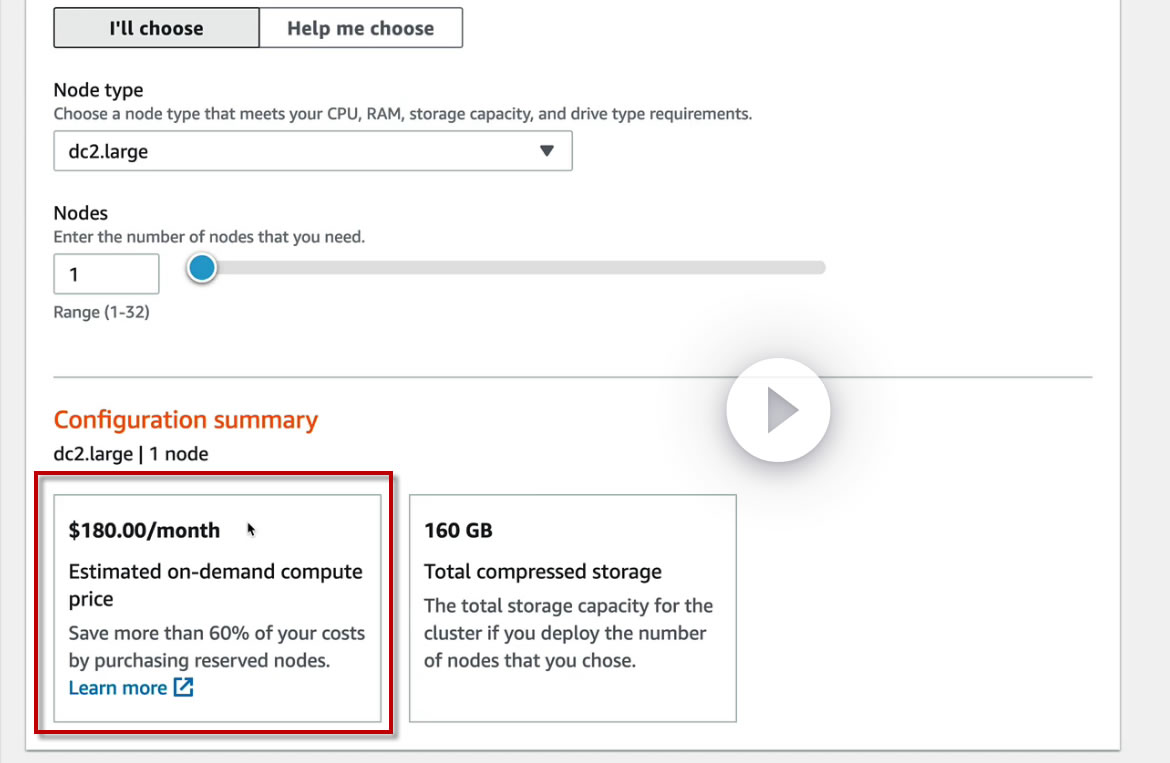 I'll choose
Help me choose
Node type
Choose a node type that meets your CPU, RAM, storage capacity, and drive type requirements.
dc2.large
Nodes
Enter the number of nodes that you need.
1
Range (1-32)
Configuration summary
dc2.large | 1 node
$180.00/month
Estimated on-demand compute
price
Save more than 60% of your costs
by purchasing reserved nodes.
Learn more
160 GB
Total compressed storage
The total storage capacity for the
cluster if you deploy the number
of nodes that you chose.